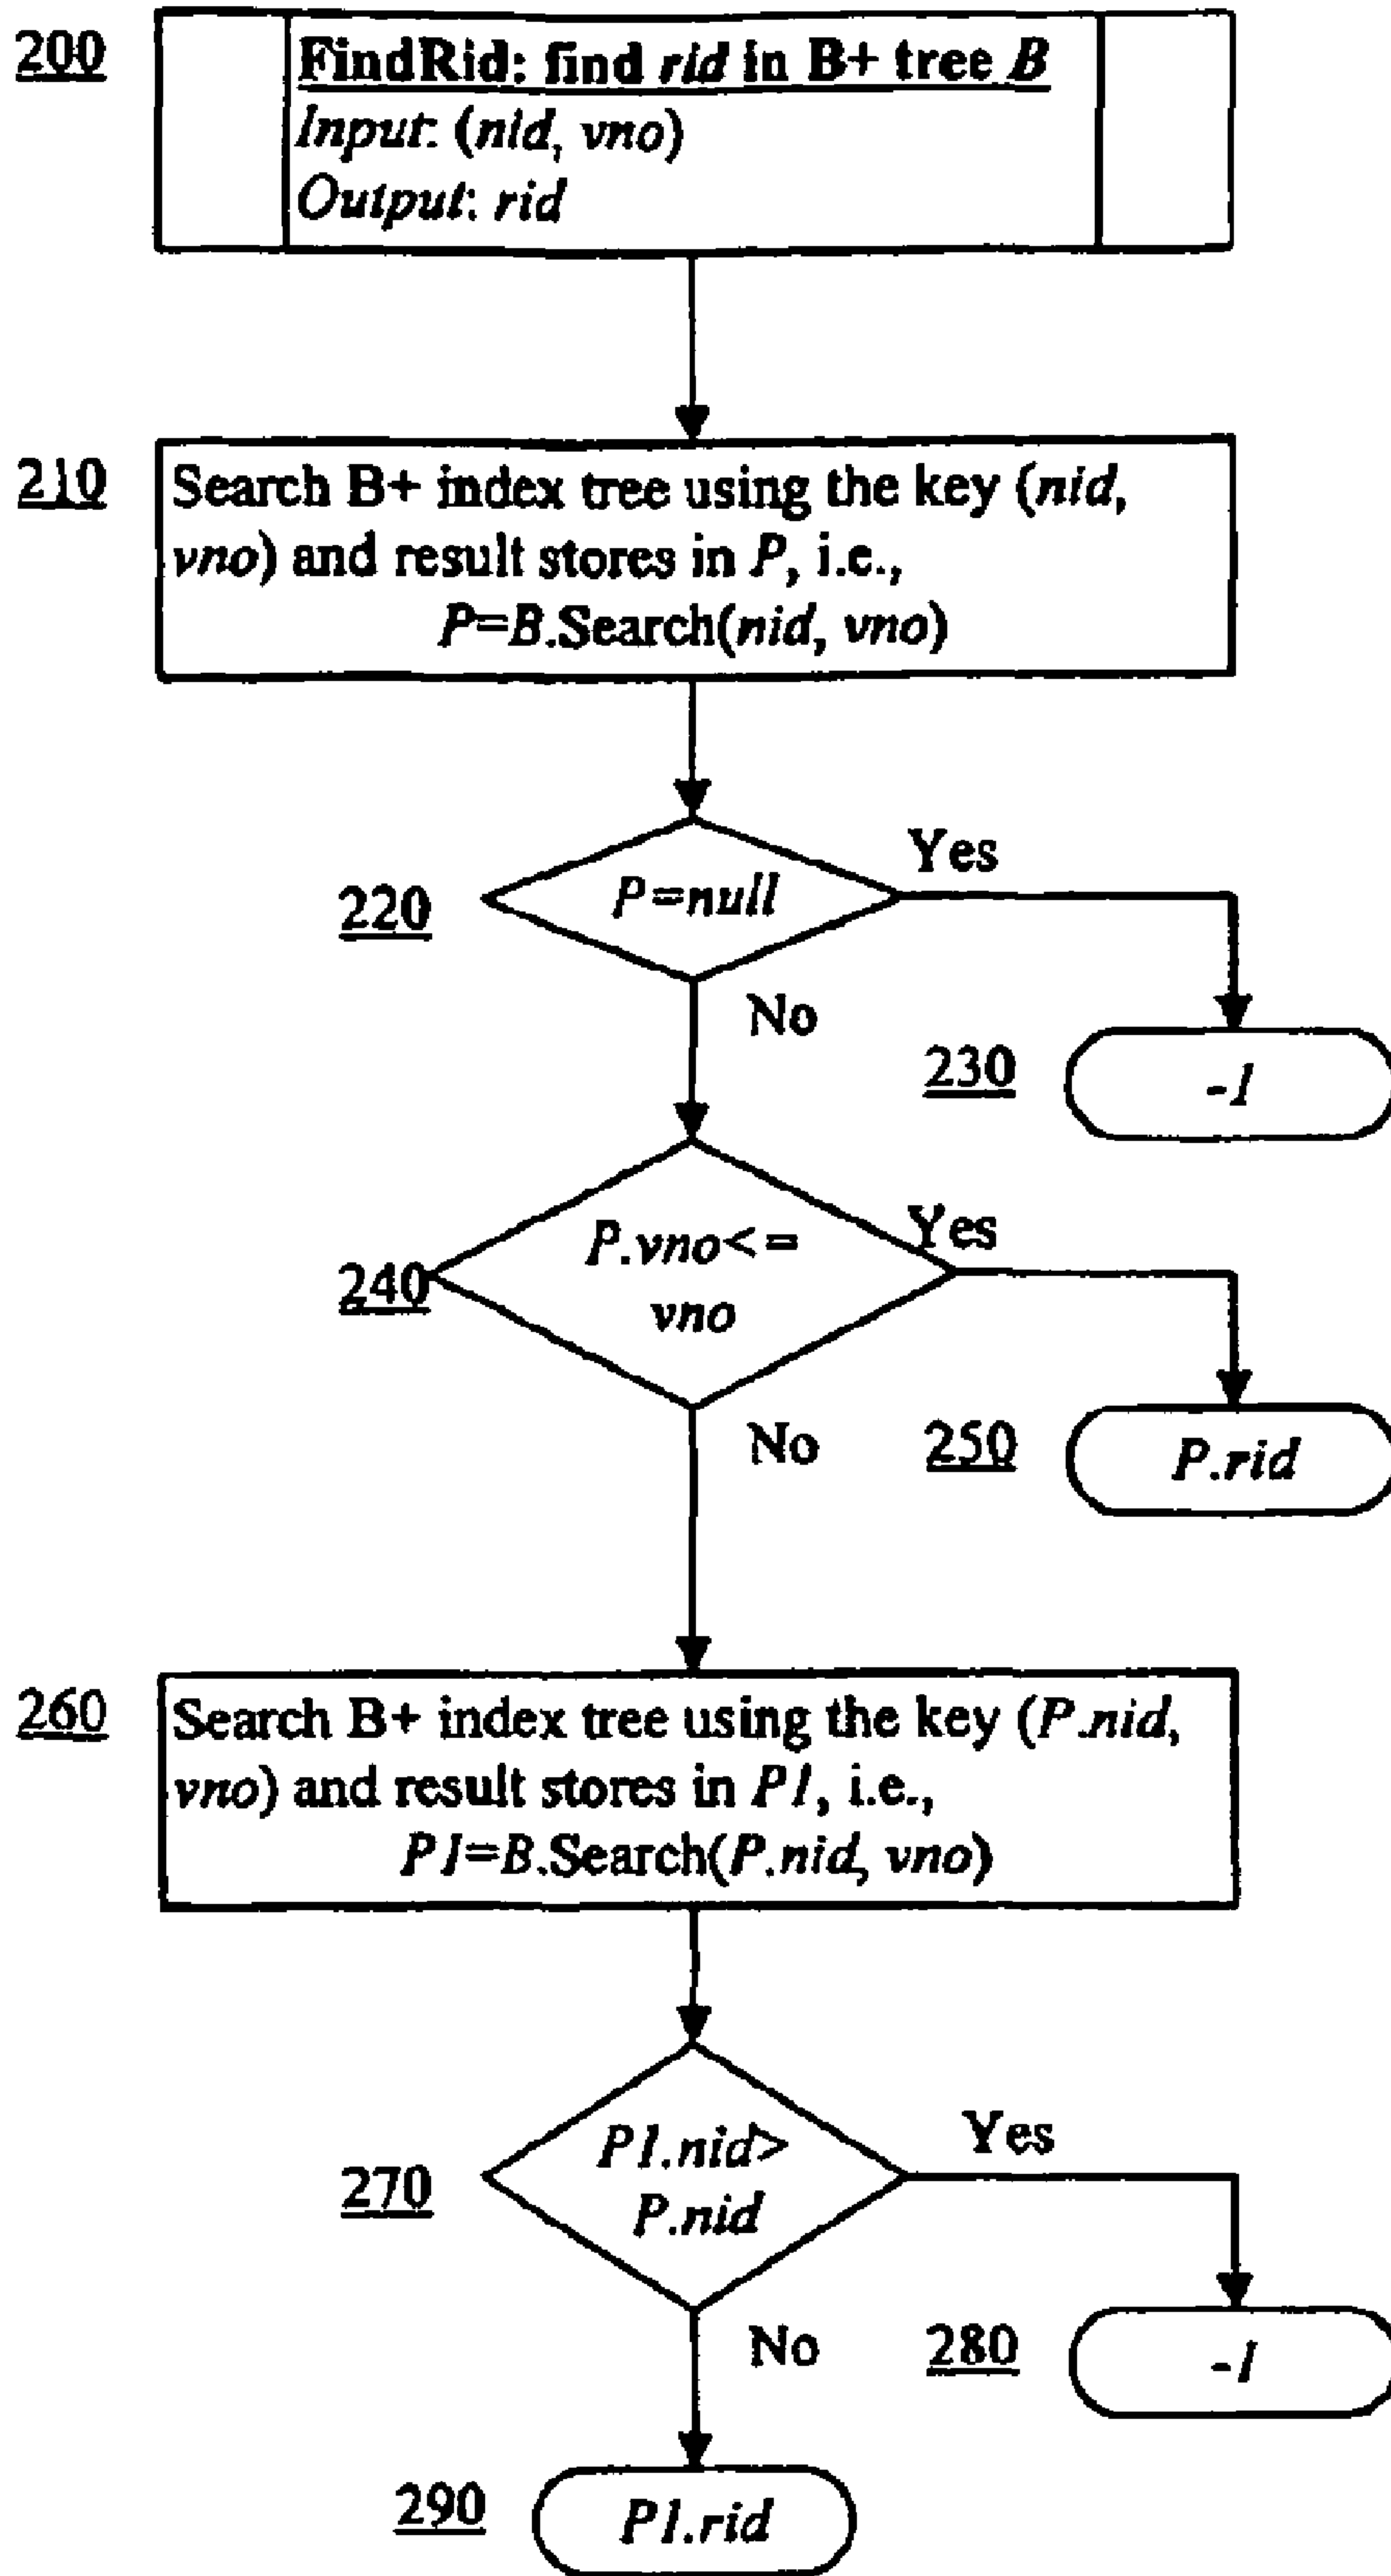 200
FindRid: find rid in B+ tree B
Input: (nid, vno)
Output: rid
210
Search B+ index tree using the key (nid,
vno) and result stores in P, i.e.,
P=B.Search(nid, vno)
220
P=null
Yes
No
230
-1
240
P.vno<=
vno
Yes
No
250
P.rid
260
Search B+ index tree using the key (P.nid,
vno) and result stores in P1, i.e.,
P1=B.Search(P.nid, vno)
270
P1.nid>
P.nid
Yes
No
280
-1
290
P1.rid